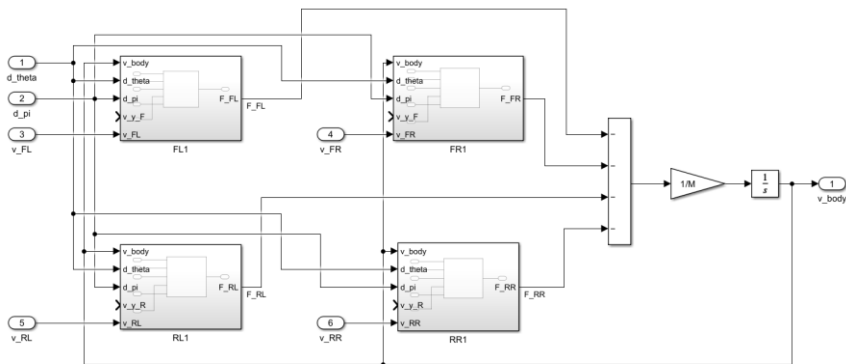 1
d_theta
2
d_pi
3
v_FL
v_body
d_theta
d_pi
v_y_F
v_FL
F_FL
F_FL
FL1
4
v_FR
v_body
d_theta
d_pi
v_y_F
v_FR
F_FR
FR1
−
−
−
−
1/M
1
s
1
v_body
5
v_RL
v_body
d_theta
d_pi
v_y_R
v_RL
F_RL
F_RL
RL1
6
v_RR
v_body
d_theta
d_pi
v_y_R
v_RR
F_RR
F_RR
RR1